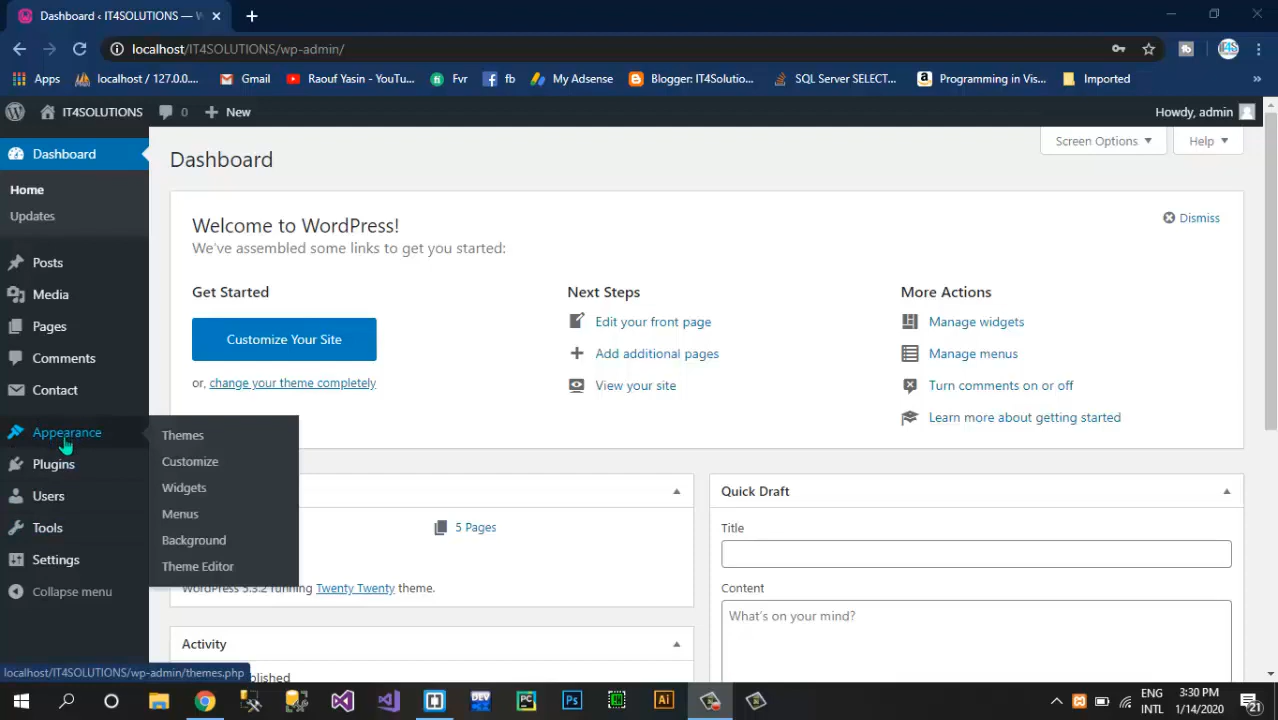 Dashboard ‹ IT4SOLUTIONS — W
localhost/IT4SOLUTIONS/wp-admin/
Apps
localhost / 127.0.0....
Gmail
Raouf Yasin - YouTu...
Fvr
fb
My Adsense
Blogger: IT4Solutio...
SQL Server SELECT...
Programming in Vis...
Imported
»
IT4SOLUTIONS
0
New
Howdy, admin
Dashboard
Home
Updates
Posts
Media
Pages
Comments
Contact
Appearance
Plugins
Users
Tools
Settings
Collapse menu
Themes
Customize
Widgets
Menus
Background
Theme Editor
Dashboard
Screen Options
Help
Welcome to WordPress!
We've assembled some links to get you started:
Dismiss
Get Started
Customize Your Site
or, change your theme completely
Next Steps
Edit your front page
Add additional pages
View your site
More Actions
Manage widgets
Manage menus
Turn comments on or off
Learn more about getting started
5 Pages
WordPress 5.3.2 running Twenty Twenty theme.
Activity
Quick Draft
Title
Content
What's on your mind?
localhost/IT4SOLUTIONS/wp-admin/themes.php
ENG
INTL
3:30 PM
1/14/2020
21